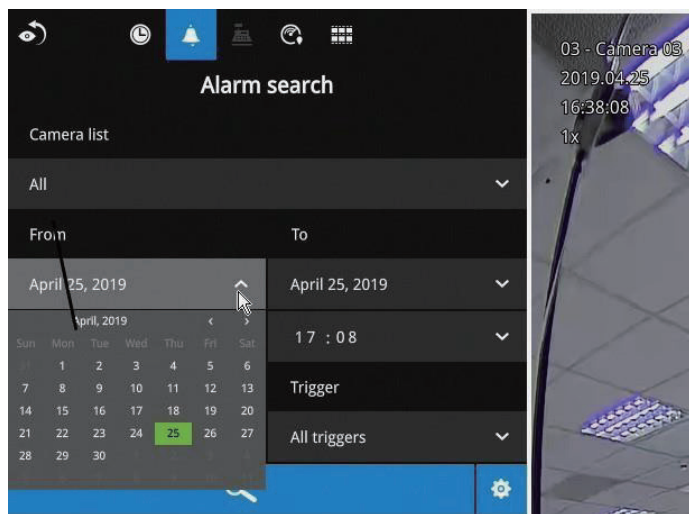 Alarm search
Camera list
All
From To
April 25, 2019 April 25, 2019
April, 2019 ‹ ›
17 : 08
Sun Mon Tue Wed Thu Fri Sat
31 1 2 3 4 5 6
7 8 9 10 11 12 13
Trigger
14 15 16 17 18 19 20
21 22 23 24 25 26 27
All triggers
28 29 30
03 - Camera 03
2019.04.25
16:38:08
1x